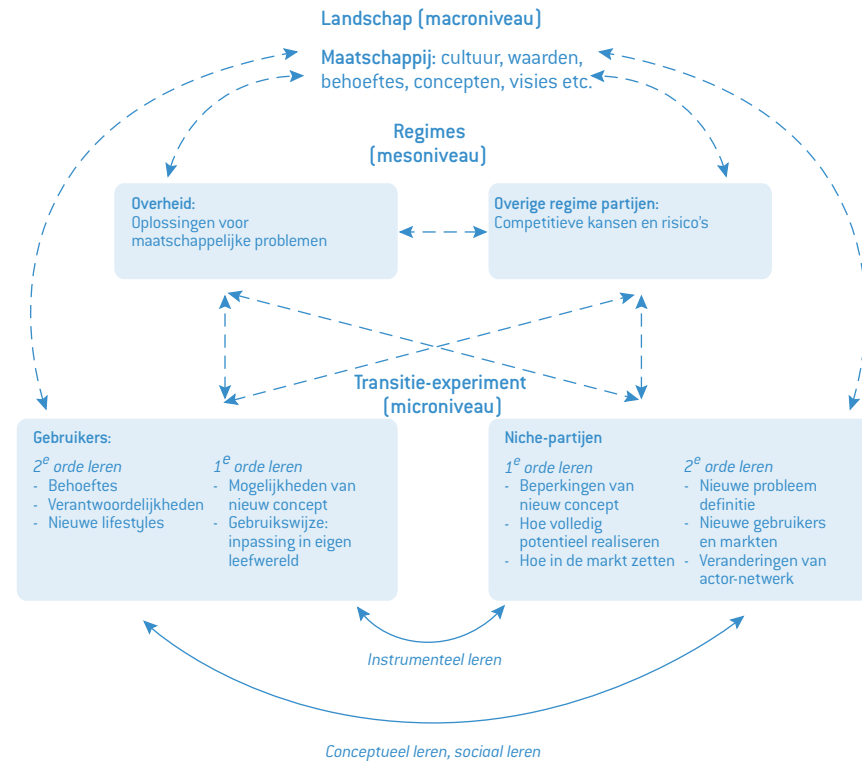 Landschap (macroniveau)
Maatschappij: cultuur, waarden,
behoeftes, concepten, visies etc.
Regimes
(mesoniveau)
Overheid:
Oplossingen voor
maatschappelijke problemen
Overige regime partijen:
Competitieve kansen en risico's
Transitie-experiment
(microniveau)
Gebruikers:
2e orde leren
- Behoeftes
- Verantwoordelijkheden
- Nieuwe lifestyles
1e orde leren
- Mogelijkheden van
nieuw concept
- Gebruikswijze:
inpassing in eigen
leefwereld
Niche-partijen
1e orde leren
- Beperkingen van
nieuw concept
- Hoe volledig
potentieel realiseren
- Hoe in de markt zetten
2e orde leren
- Nieuwe probleem
definitie
- Nieuwe gebruikers
en markten
- Veranderingen van
actor-netwerk
Instrumenteel leren
Conceptueel leren, sociaal leren